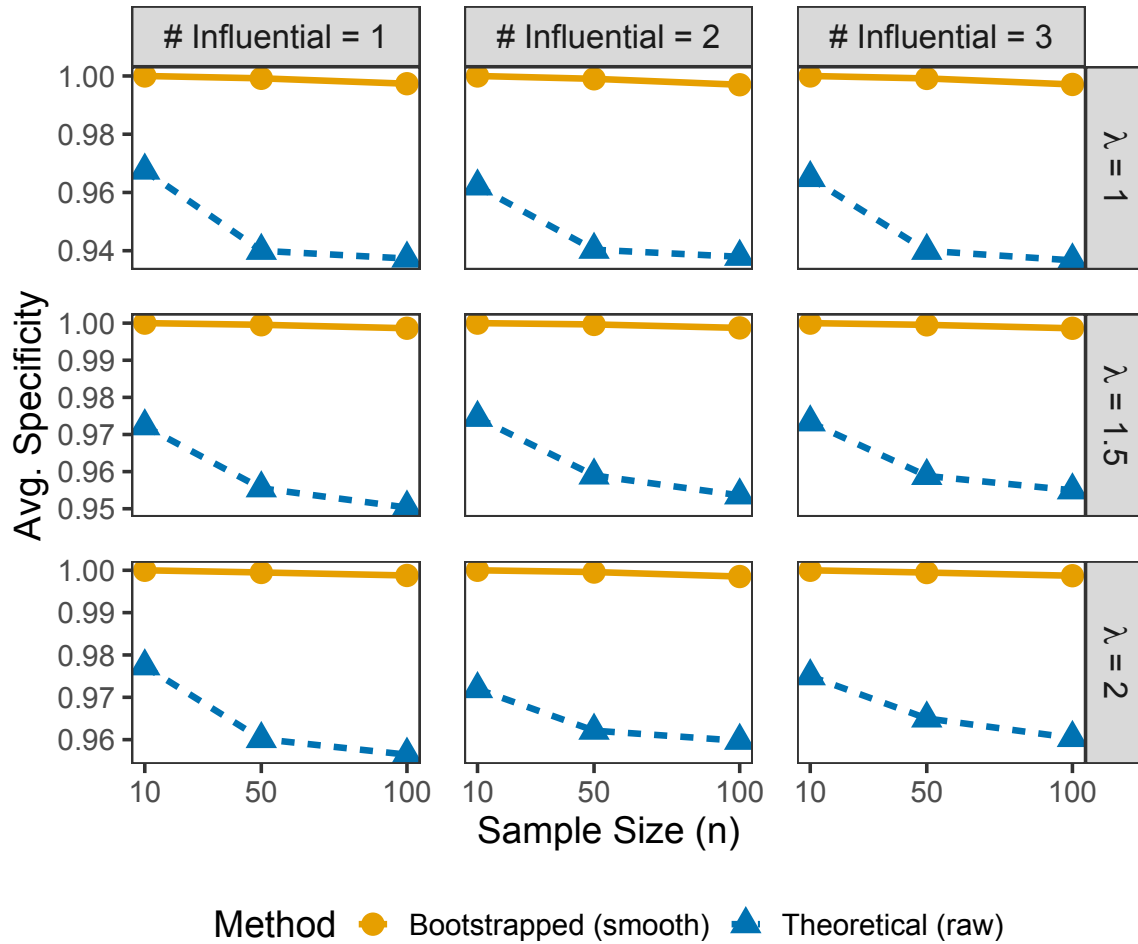 # Influential = 1
# Influential = 2
# Influential = 3
1.00
0.98
0.96
0.94
λ = 1
1.00
0.99
0.98
0.97
0.96
0.95
λ = 1.5
1.00
0.99
0.98
0.97
0.96
λ = 2
Avg. Specificity
10 50 100
10 50 100
10 50 100
Sample Size (n)
Method Bootstrapped (smooth) Theoretical (raw)